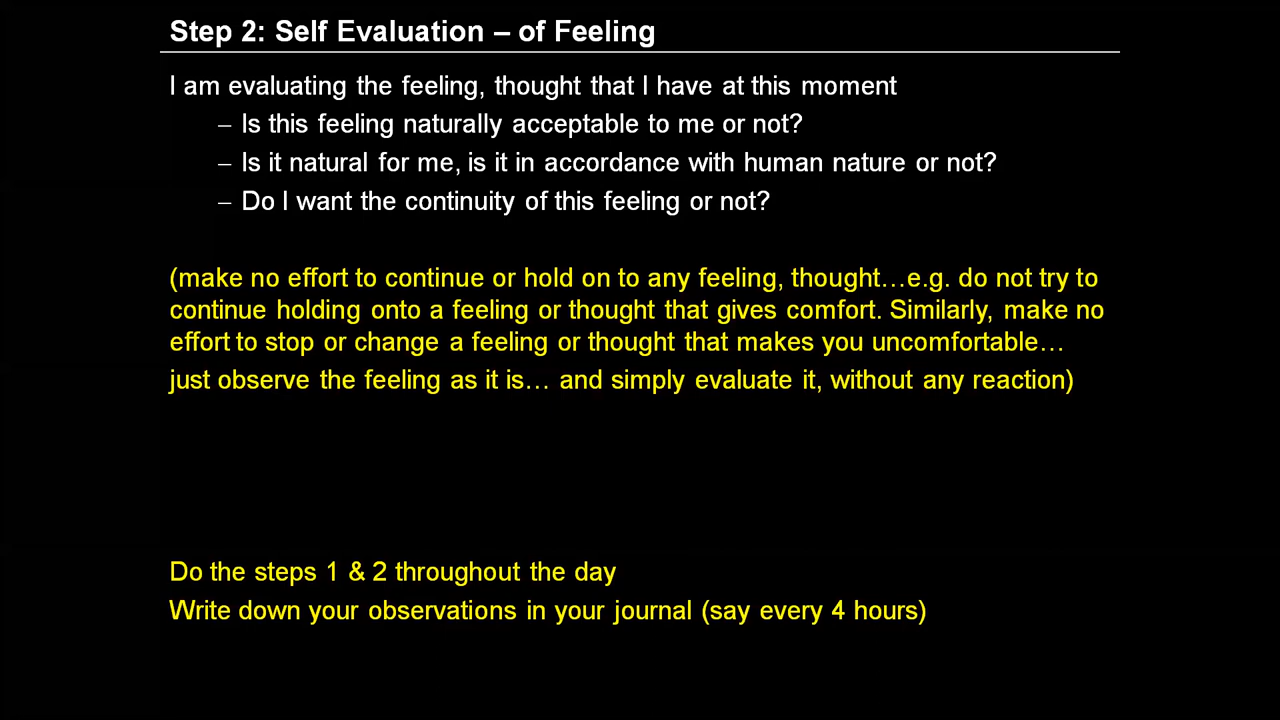 Step 2: Self Evaluation – of Feeling
I am evaluating the feeling, thought that I have at this moment
– Is this feeling naturally acceptable to me or not?
– Is it natural for me, is it in accordance with human nature or not?
– Do I want the continuity of this feeling or not?
(make no effort to continue or hold on to any feeling, thought…e.g. do not try to
continue holding onto a feeling or thought that gives comfort. Similarly, make no
effort to stop or change a feeling or thought that makes you uncomfortable…
just observe the feeling as it is… and simply evaluate it, without any reaction)
Do the steps 1 & 2 throughout the day
Write down your observations in your journal (say every 4 hours)